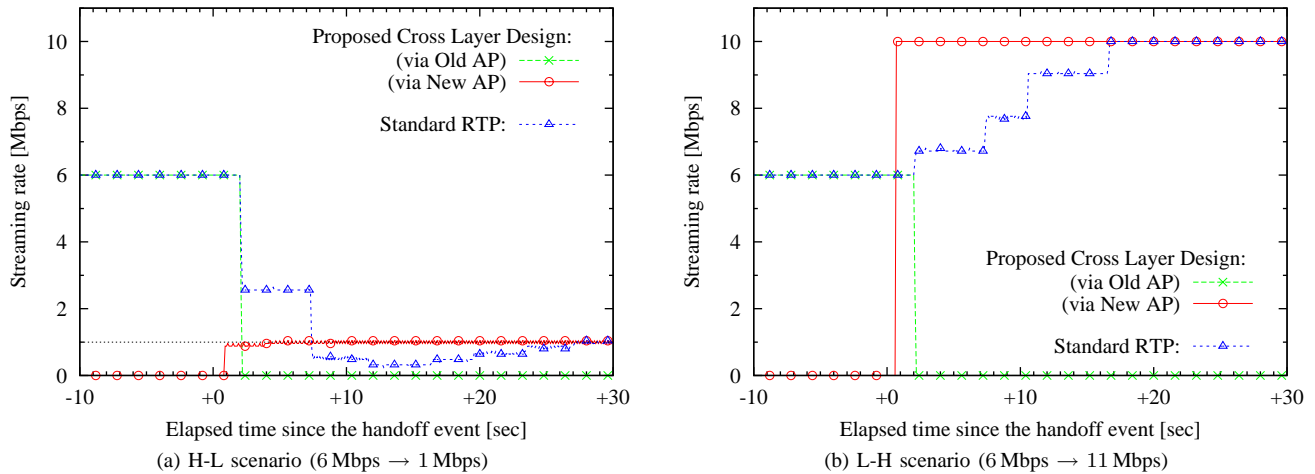 Streaming rate [Mbps]
10
8
6
4
2
0
-10
+0
+10
+20
+30
Proposed Cross Layer Design:
(via Old AP)
(via New AP)
Standard RTP:
Elapsed time since the handoff event [sec]
(a) H-L scenario (6 Mbps → 1 Mbps)
Streaming rate [Mbps]
10
8
6
4
2
0
-10
+0
+10
+20
+30
Proposed Cross Layer Design:
(via Old AP)
(via New AP)
Standard RTP:
Elapsed time since the handoff event [sec]
(b) L-H scenario (6 Mbps → 11 Mbps)